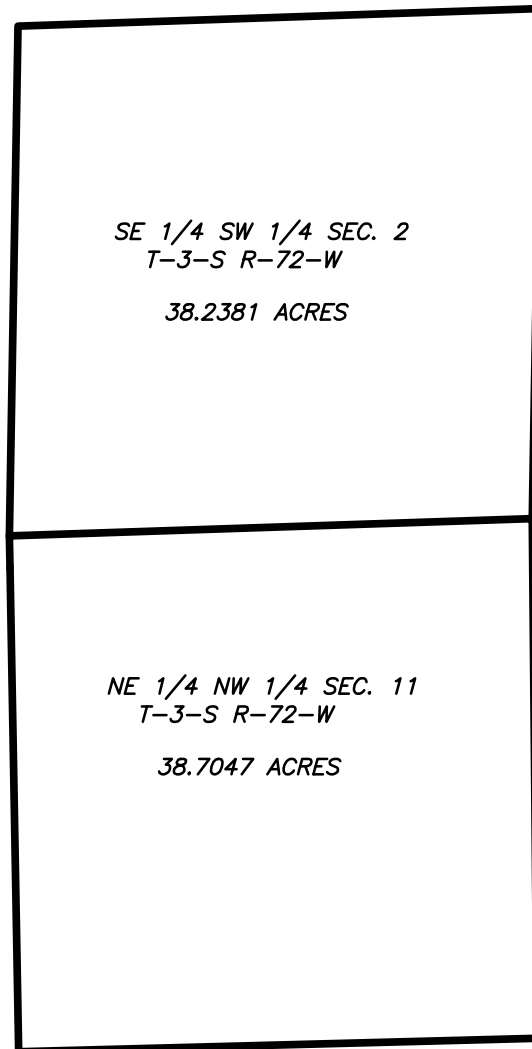 SE 1/4 SW 1/4 SEC. 2
T-3-S R-72-W
38.2381 ACRES
NE 1/4 NW 1/4 SEC. 11
T-3-S R-72-W
38.7047 ACRES